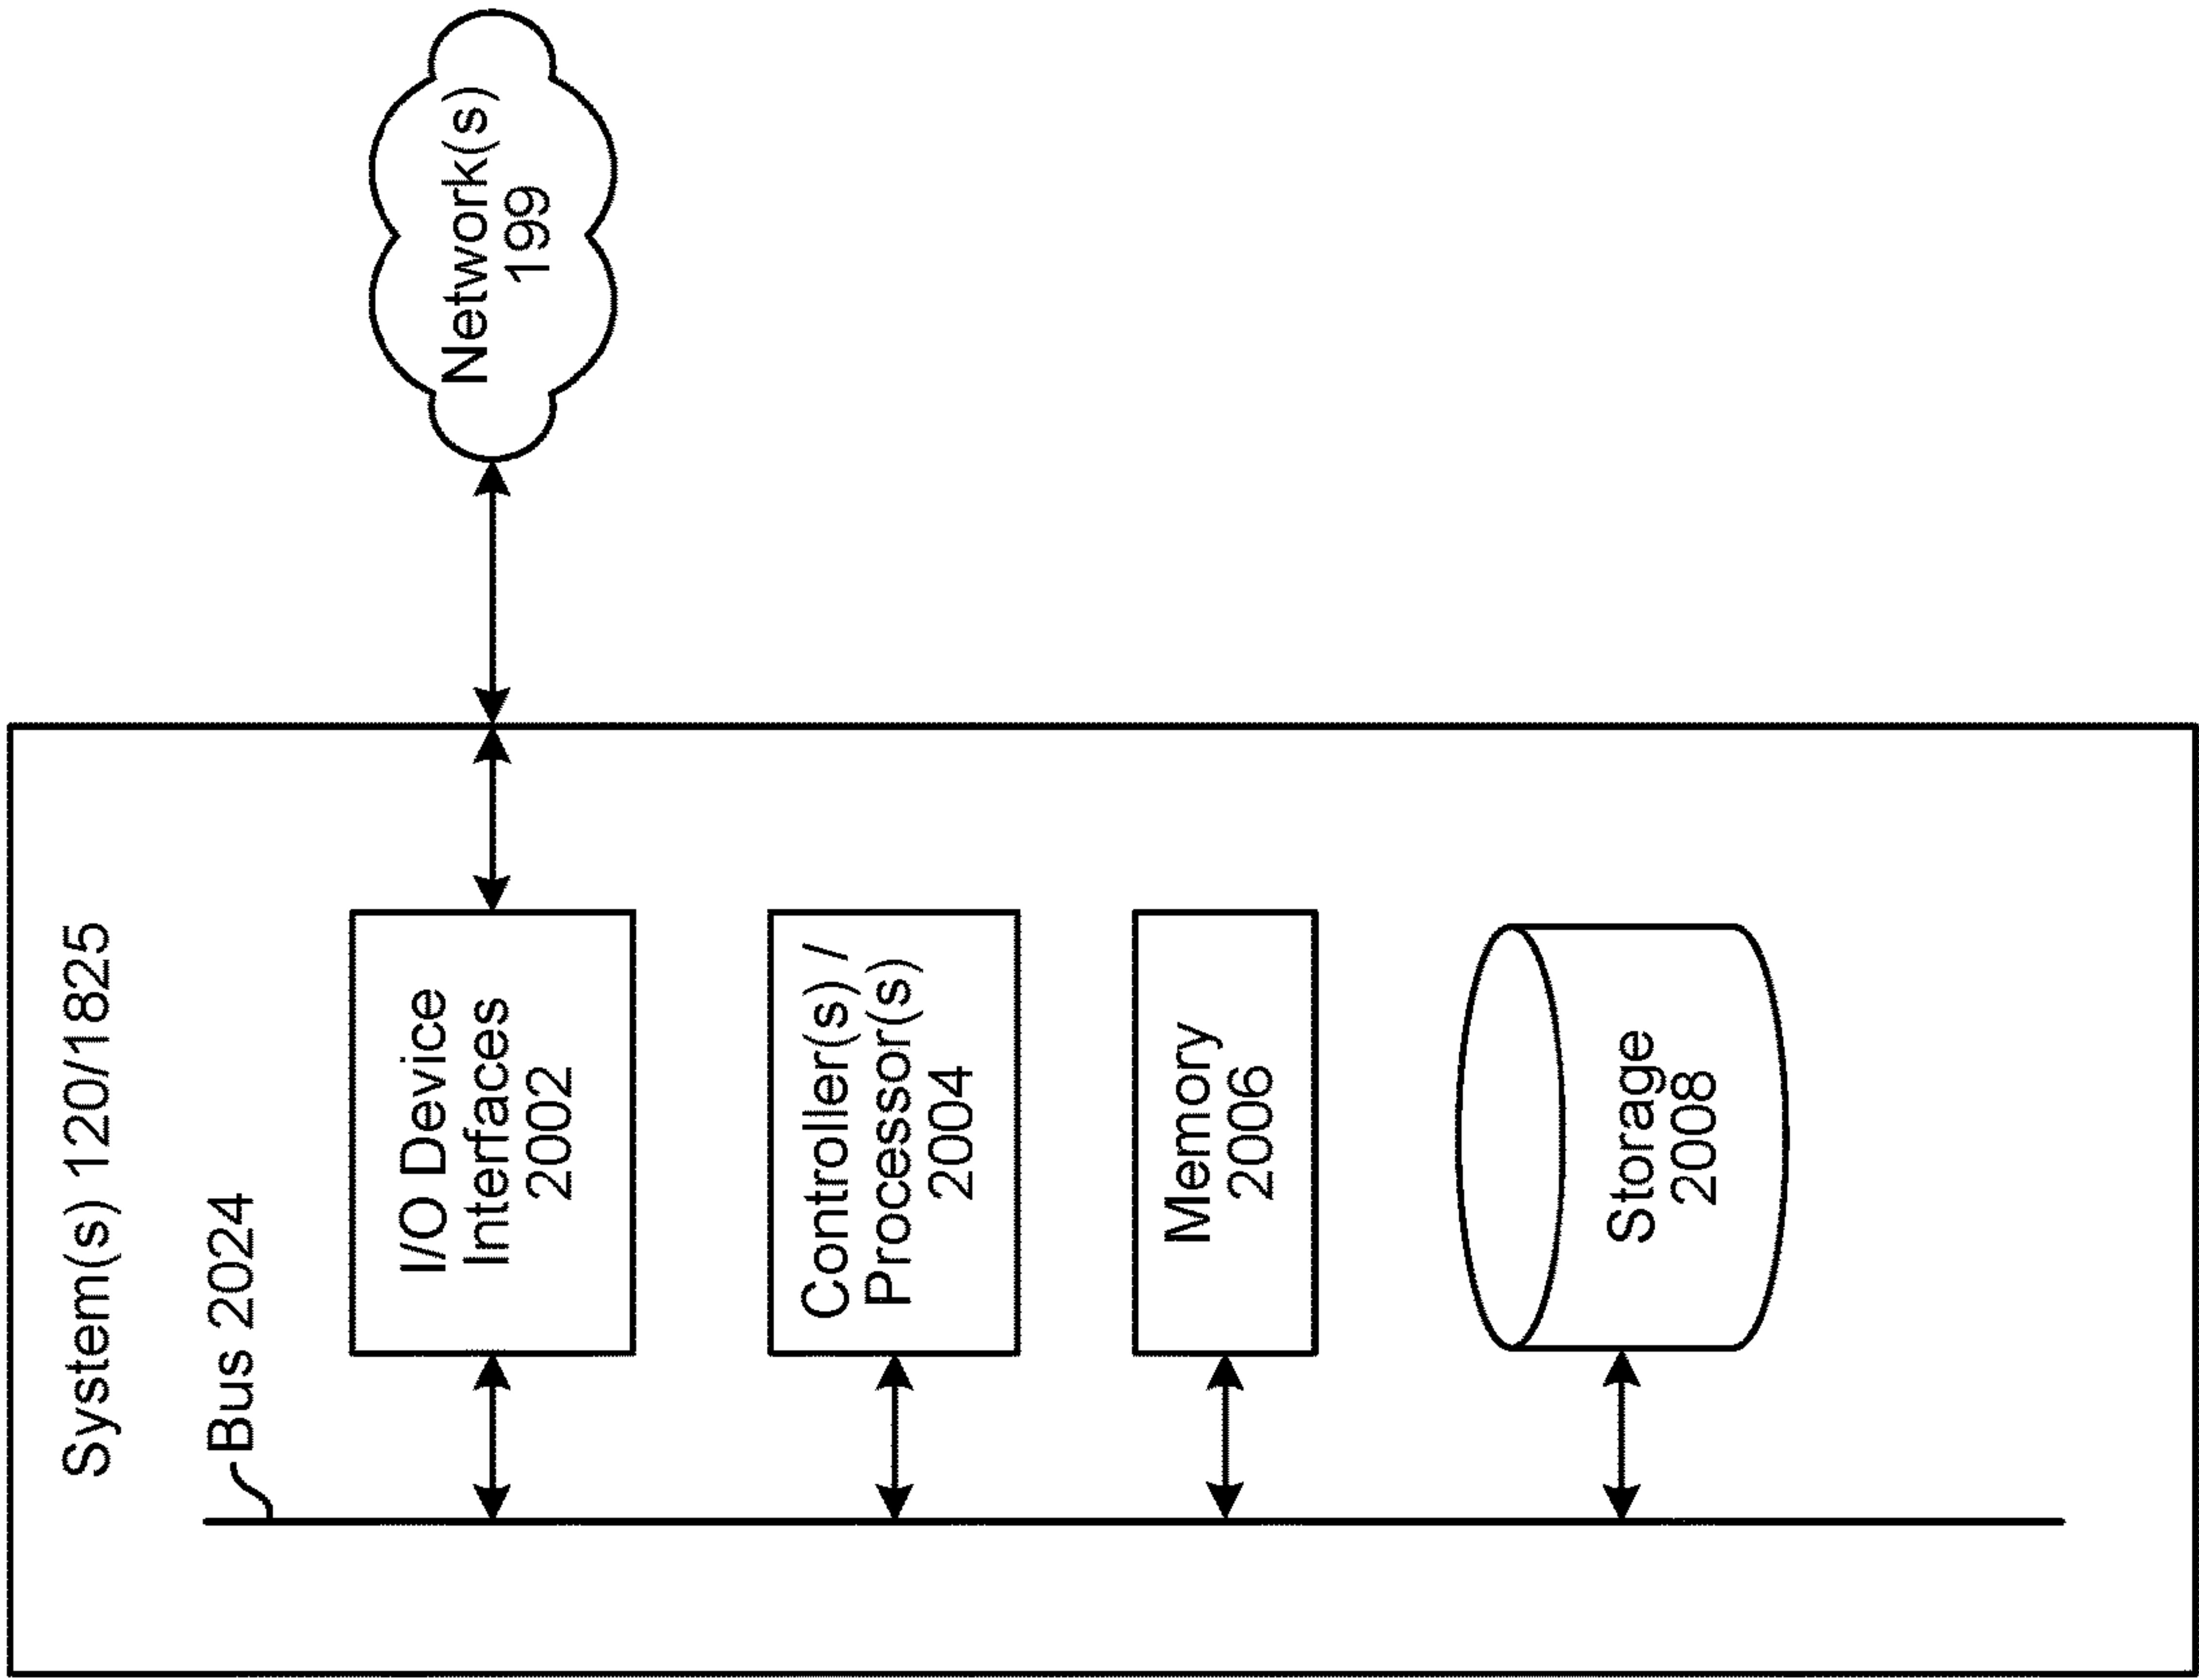 System(s) 120/1825
Bus 2024
I/O Device
Interfaces
2002
Controller(s) /
Processor(s)
2004
Memory
2006
Storage
2008
Network(s)
199